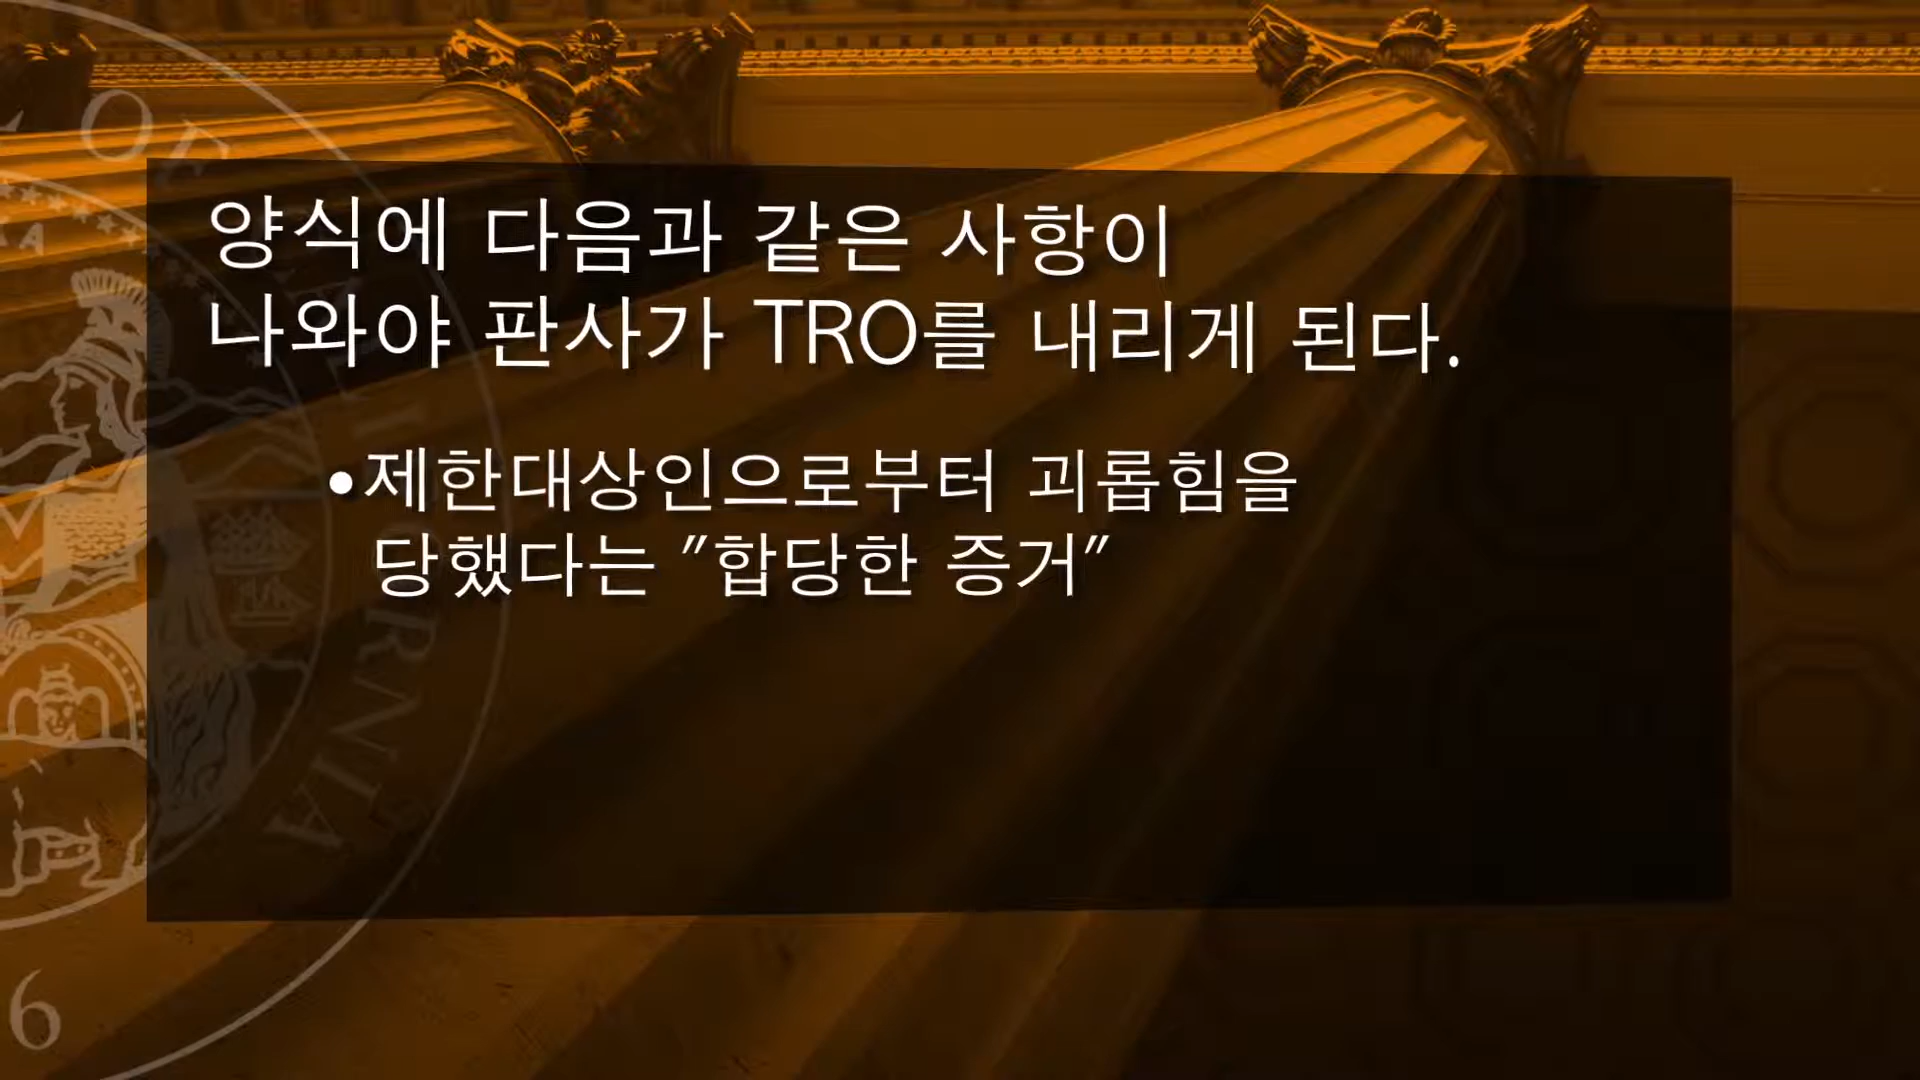 양식에 다음과 같은 사항이
나와야 판사가 TRO를 내리게 된다.
•제한대상인으로부터 괴롭힘을
당했다는 "합당한 증거"
OF
6